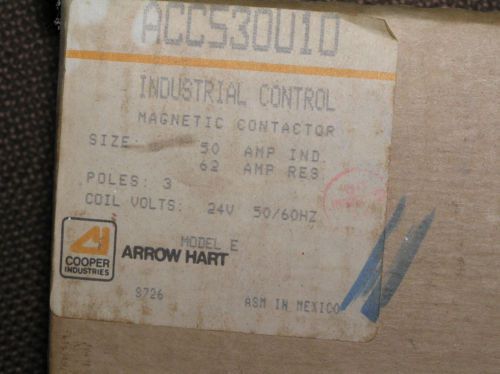 ACC530U10
INDUSTRIAL CONTROL
MAGNETIC CONTACTOR
SIZE: 50 AMP IND.
62 AMP RES
POLES: 3
COIL VOLTS: 24V 50/60HZ
MODEL E
COOPER
INDUSTRIES
ARROW HART
9726
ASM IN MEXICO